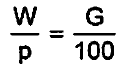 W/p = G/100